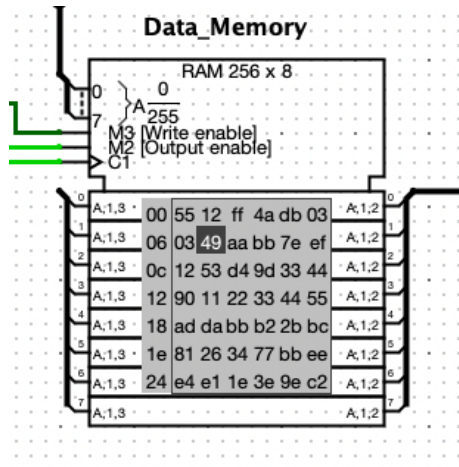 Data_Memory
RAM 256 x 8
0 A 0
7 255
M3 [Write enable]
M2 [Output enable]
C1
0 A;1,3 00 55 12 ff 4a db 03 A;1,2 0
1 A;1,3 06 03 49 aa bb 7e ef A;1,2 1
2 A;1,3 0c 12 53 d4 9d 33 44 A;1,2 2
3 A;1,3 12 90 11 22 33 44 55 A;1,2 3
4 A;1,3 18 ad da bb b2 2b bc A;1,2 4
5 A;1,3 1e 81 26 34 77 bb ee A;1,2 5
6 A;1,3 24 e4 e1 1e 3e 9e c2 A;1,2 6
7 A;1,3 A;1,2 7